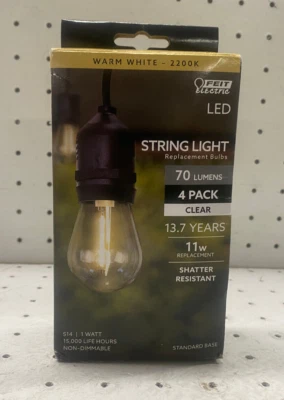 WARM WHITE - 2200K
FEIT
electric
LED
STRING LIGHT
Replacement Bulbs
70 LUMENS
4 PACK
CLEAR
13.7 YEARS
11w
REPLACEMENT
SHATTER
RESISTANT
S14 | 1 WATT
15,000 LIFE HOURS
NON-DIMMABLE
STANDARD BASE